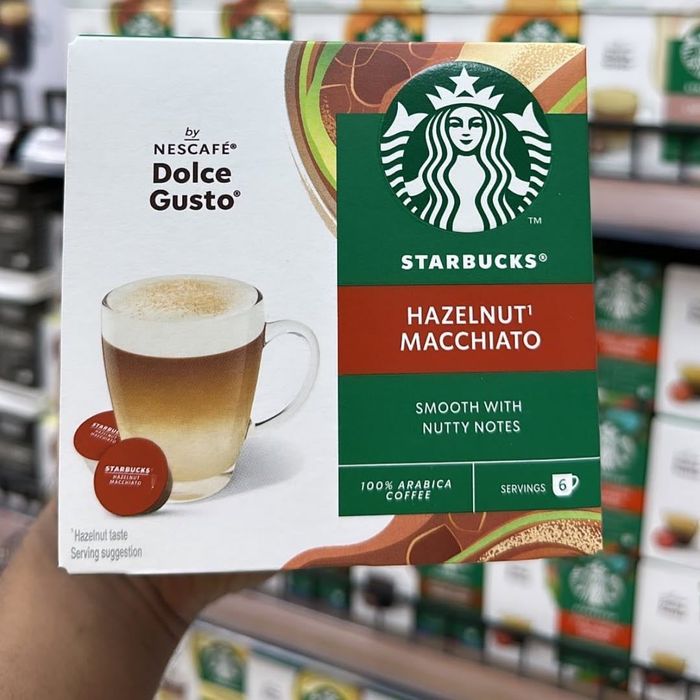 by
NESCAFÉ®
Dolce
Gusto®
TM
STARBUCKS®
HAZELNUT¹
MACCHIATO
SMOOTH WITH
NUTTY NOTES
100% ARABICA
COFFEE
SERVINGS 6
STARBUCKS
HAZELNUT
MACCHIATO
¹Hazelnut taste
Serving suggestion